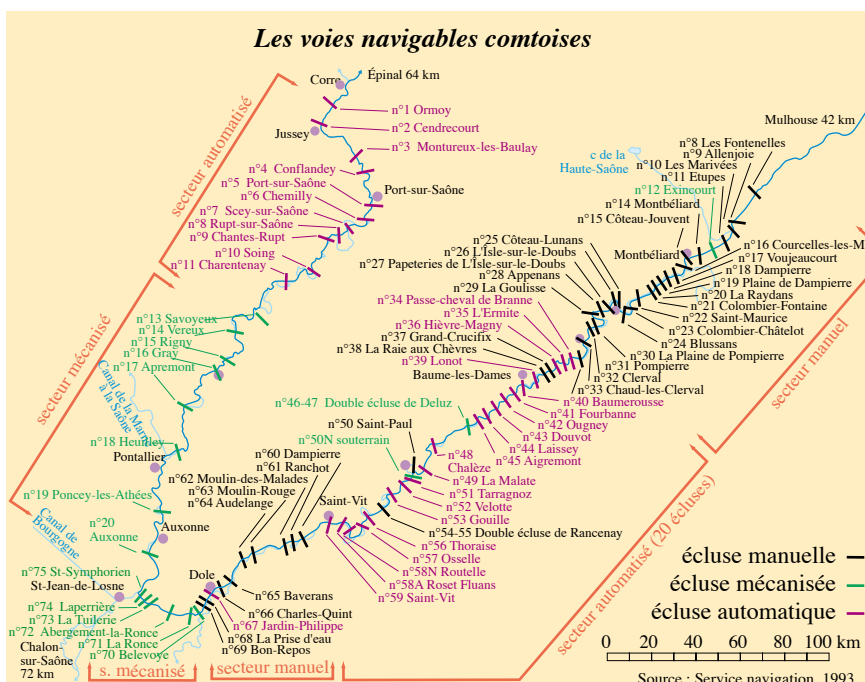 Les voies navigables comtoises
Corre
Épinal 64 km
n°1 Ormoy
n°2 Cendrecourt
Jussey
n°3 Montureux-les-Baulay
n°4 Conflandey
n°5 Port-sur-Saône
n°6 Chemilly
n°7 Scey-sur-Saône
n°8 Rupt-sur-Saône
n°9 Chantes-Rupt
n°10 Soing
n°11 Charentenay
Port-sur-Saône
secteur automatisé
secteur mécanisé
n°13 Savoyeux
n°14 Vereux
n°15 Rigny
n°16 Gray
n°17 Apremont
Canal de la Marne
à la Saône
n°18 Heuilley
Pontallier
n°19 Poncey-les-Athées
Canal de
Bourgogne
n°20
Auxonne
Auxonne
n°75 St-Symphorien
St-Jean-de-Losne
n°74 Laperrière
n°73 La Tuilerie
n°72 Abergement-la-Ronce
n°71 La Ronce
n°70 Belevoye
Chalon-
sur-Saône
72 km
s. mécanisé
secteur manuel
Mulhouse 42 km
c de la
Haute-Saône
n°8 Les Fontenelles
n°9 Allenjoie
n°10 Les Marivées
n°11 Etupes
n°12 Exincourt
n°14 Montbéliard
n°15 Côteau-Jouvent
Montbéliard
n°16 Courcelles-les-M
n°17 Voujeaucourt
n°18 Dampierre
n°19 Plaine de Dampierre
n°20 La Raydans
n°21 Colombier-Fontaine
n°22 Saint-Maurice
n°23 Colombier-Châtelot
n°24 Blussans
n°25 Côteau-Lunans
n°26 L'Isle-sur-le-Doubs
n°27 Papeteries de L'Isle-sur-le-Doubs
n°28 Appenans
n°29 La Goulisse
n°30 La Plaine de Pompierre
n°31 Pompierre
n°32 Clerval
n°33 Chaud-les-Clerval
n°34 Passe-cheval de Branne
n°35 L'Ermite
n°36 Hièvre-Magny
n°37 Grand-Crucifix
n°38 La Raie aux Chèvres
n°39 Lonot
Baume-les-Dames
secteur manuel
n°40 Baumerousse
n°41 Fourbanne
n°42 Ougney
n°43 Douvot
n°44 Laissey
n°45 Aigremont
n°46-47 Double écluse de Deluz
n°48
Chalèze
n°49 La Malate
n°50 Saint-Paul
n°50N souterrain
n°51 Tarragnoz
n°52 Velotte
n°53 Gouille
n°54-55 Double écluse de Rancenay
n°56 Thoraise
n°57 Osselle
n°58N Routelle
n°58A Roset Fluans
n°59 Saint-Vit
Saint-Vit
n°60 Dampierre
n°61 Ranchot
n°62 Moulin-des-Malades
n°63 Moulin-Rouge
n°64 Audelange
Dole
n°65 Baverans
n°66 Charles-Quint
n°67 Jardin-Philippe
n°68 La Prise d'eau
n°69 Bon-Repos
secteur automatisé (20 écluses)
écluse manuelle
écluse mécanisée
écluse automatique
0 20 40 60 80 100 km
Source : Service navigation, 1993